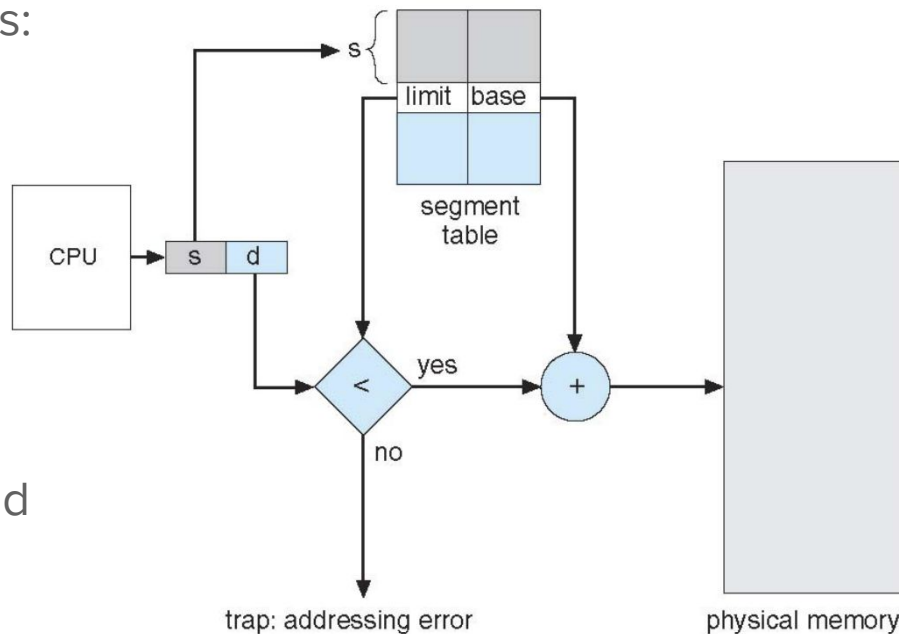 s:
s
limit base
segment
table
CPU
s d
<
yes
+
no
d
trap: addressing error
physical memory